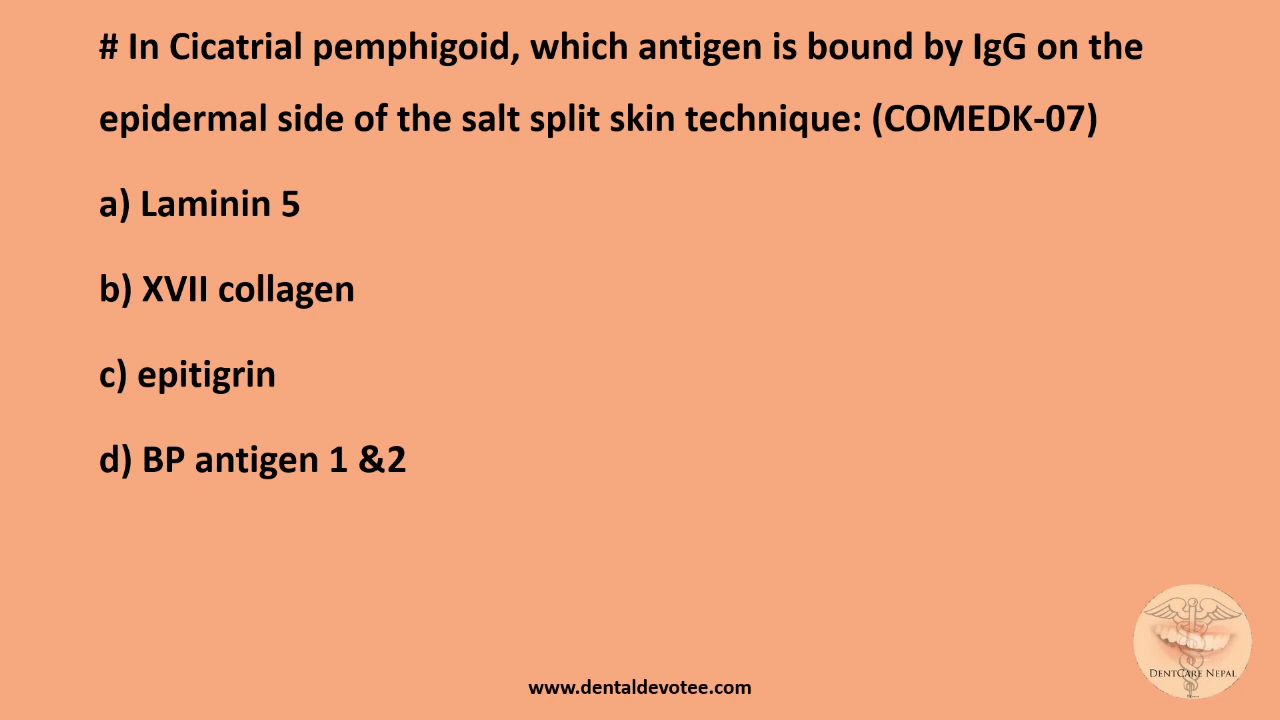 # In Cicatrial pemphigoid, which antigen is bound by IgG on the
epidermal side of the salt split skin technique: (COMEDK-07)
a) Laminin 5
b) XVII collagen
c) epitigrin
d) BP antigen 1 &2
DENTCARE NEPAL
www.dentaldevotee.com